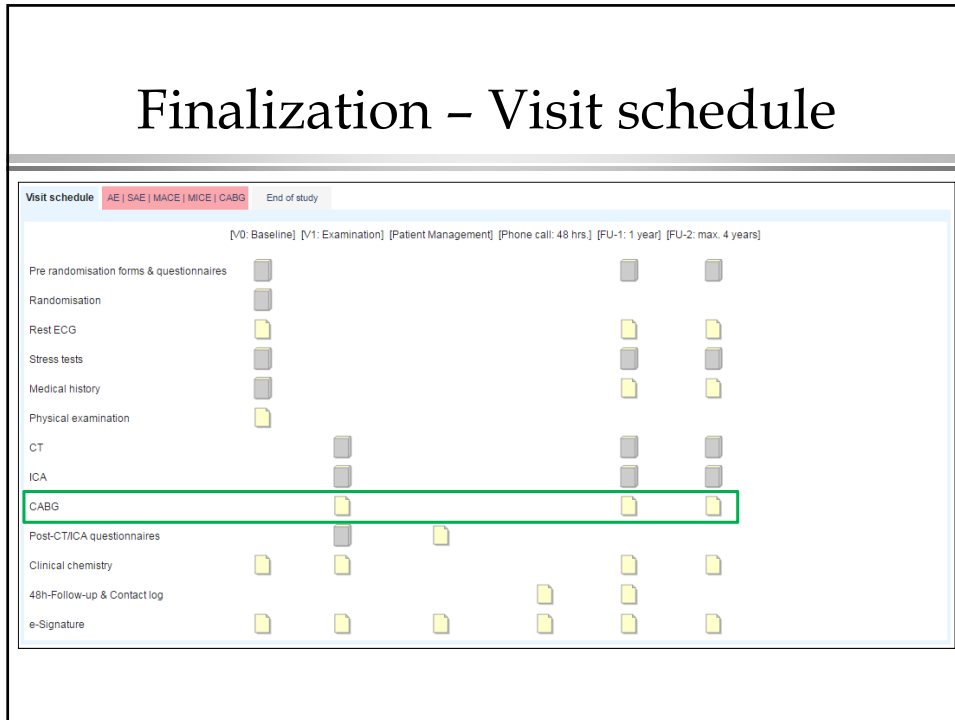 Finalization – Visit schedule
Visit schedule AE | SAE | MACE | MICE | CABG End of study
[V0: Baseline] [V1: Examination] [Patient Management] [Phone call: 48 hrs.] [FU-1: 1 year] [FU-2: max. 4 years]
Pre randomisation forms & questionnaires
Randomisation
Rest ECG
Stress tests
Medical history
Physical examination
CT
ICA
CABG
Post-CT/ICA questionnaires
Clinical chemistry
48h-Follow-up & Contact log
e-Signature